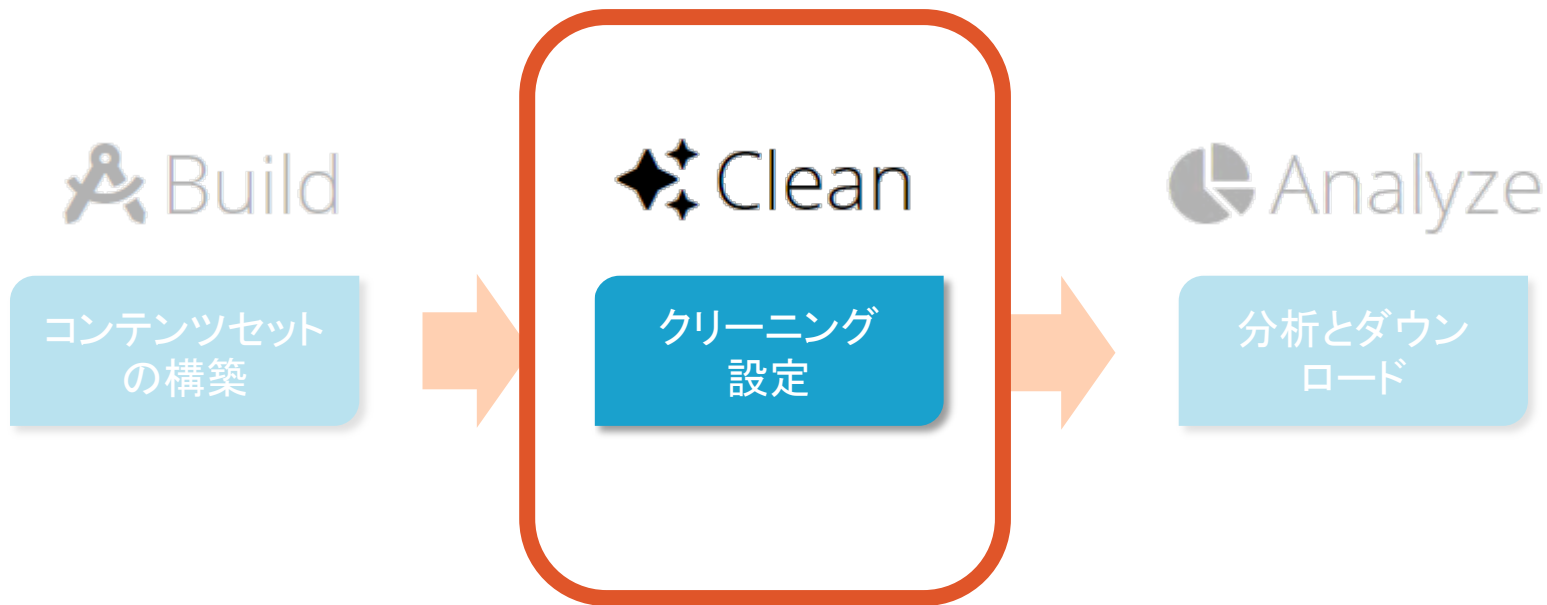 Build
コンテンツセット
の構築
Clean
クリーニング
設定
Analyze
分析とダウン
ロード